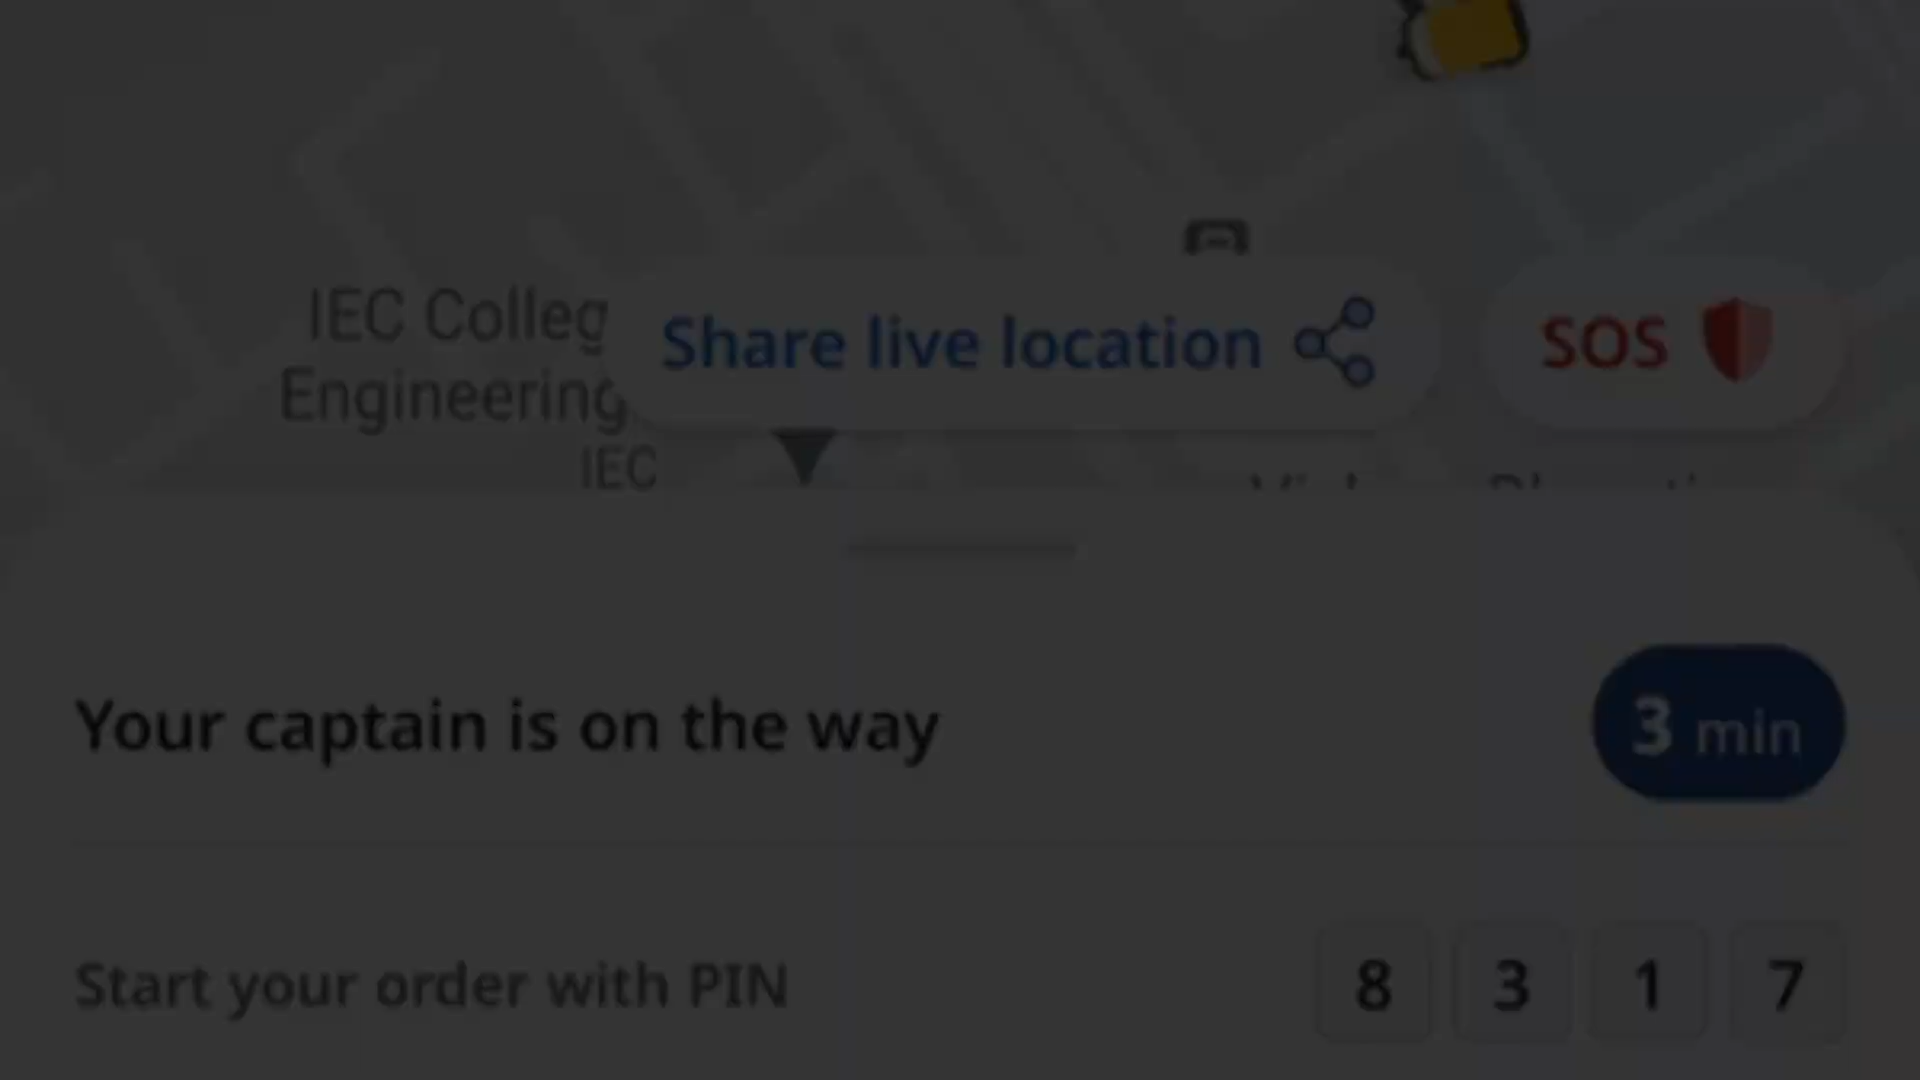 IEC Colleg
Engineering
IEC
Share live location
SOS
Your captain is on the way
3 min
Start your order with PIN
8 3 1 7